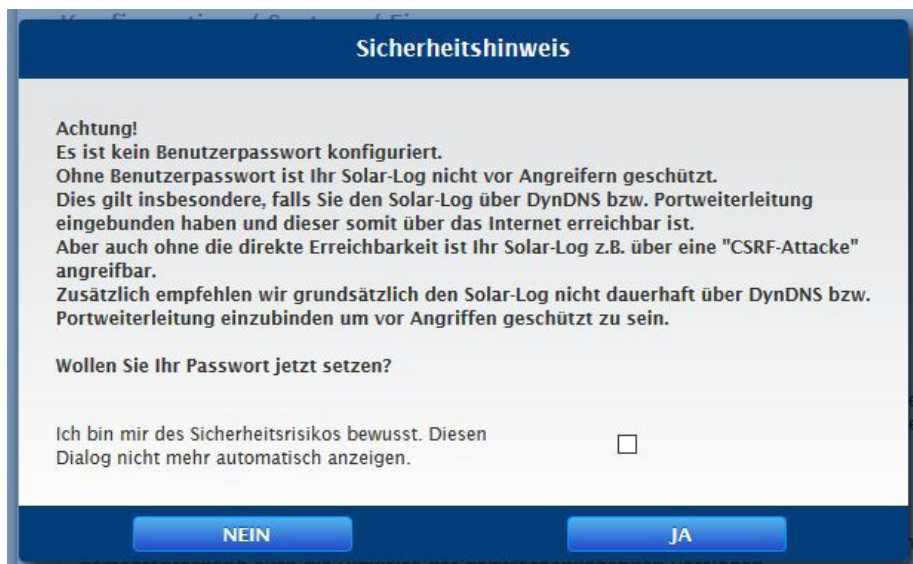 Sicherheitshinweis
Achtung!
Es ist kein Benutzerpasswort konfiguriert.
Ohne Benutzerpasswort ist Ihr Solar-Log nicht vor Angreifern geschützt.
Dies gilt insbesondere, falls Sie den Solar-Log über DynDNS bzw. Portweiterleitung
eingebunden haben und dieser somit über das Internet erreichbar ist.
Aber auch ohne die direkte Erreichbarkeit ist Ihr Solar-Log z.B. über eine "CSRF-Attacke"
angreifbar.
Zusätzlich empfehlen wir grundsätzlich den Solar-Log nicht dauerhaft über DynDNS bzw.
Portweiterleitung einzubinden um vor Angriffen geschützt zu sein.
Wollen Sie Ihr Passwort jetzt setzen?
Ich bin mir des Sicherheitsrisikos bewusst. Diesen
Dialog nicht mehr automatisch anzeigen.
NEIN
JA